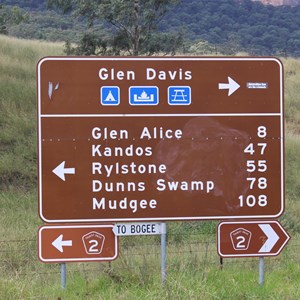 Glen Davis
Glen Alice 8
Kandos 47
Rylstone 55
Dunns Swamp 78
Mudgee 108
2
TO BOGEE
2